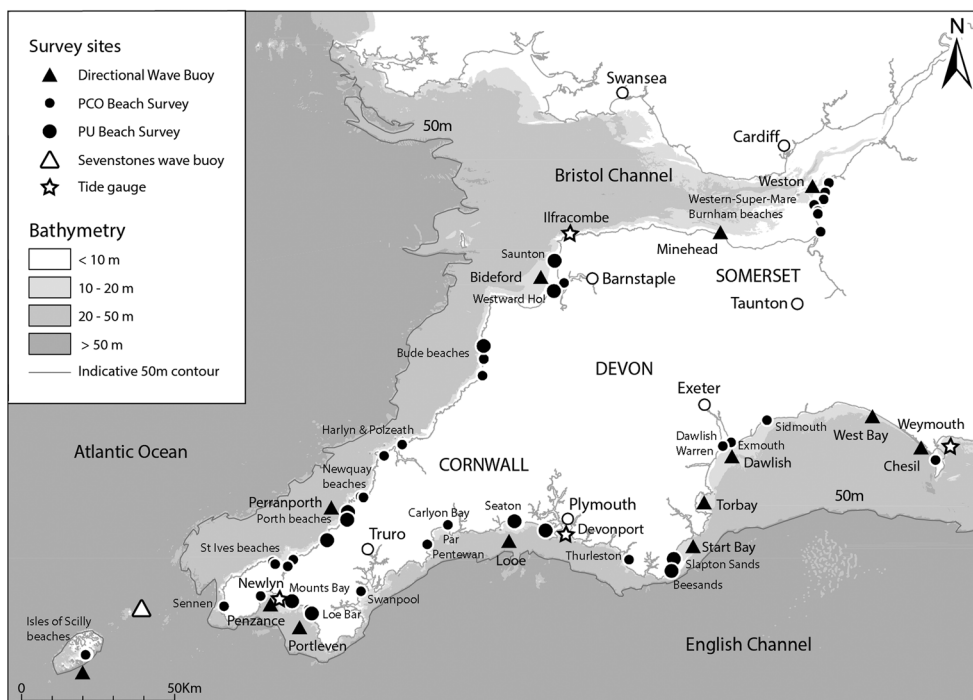 Survey sites
Directional Wave Buoy
PCO Beach Survey
PU Beach Survey
Sevenstones wave buoy
Tide gauge
Bathymetry
< 10 m
10 - 20 m
20 - 50 m
> 50 m
Indicative 50m contour
N
Swansea
50m
Cardiff
Bristol Channel
Weston
Western-Super-Mare
Burnham beaches
Ilfracombe
Minehead
Saunton
SOMERSET
Bideford
Barnstaple
Westward Ho!
Taunton
Bude beaches
DEVON
Exeter
Sidmouth
West Bay
Weymouth
Harlyn & Polzeath
Atlantic Ocean
Dawlish
Warren
Exmouth
Dawlish
Chesil
CORNWALL
Newquay
beaches
50m
Perranporth
Porth beaches
Carlyon Bay
Seaton
Plymouth
Torbay
Truro
Par
Devonport
Pentewan
St Ives beaches
Looe
Thurleston
Start Bay
Slapton Sands
Beesands
Newlyn
Mounts Bay
Swanpool
Sennen
Penzance
Loe Bar
Isles of Scilly
beaches
Portleven
English Channel
0
50Km